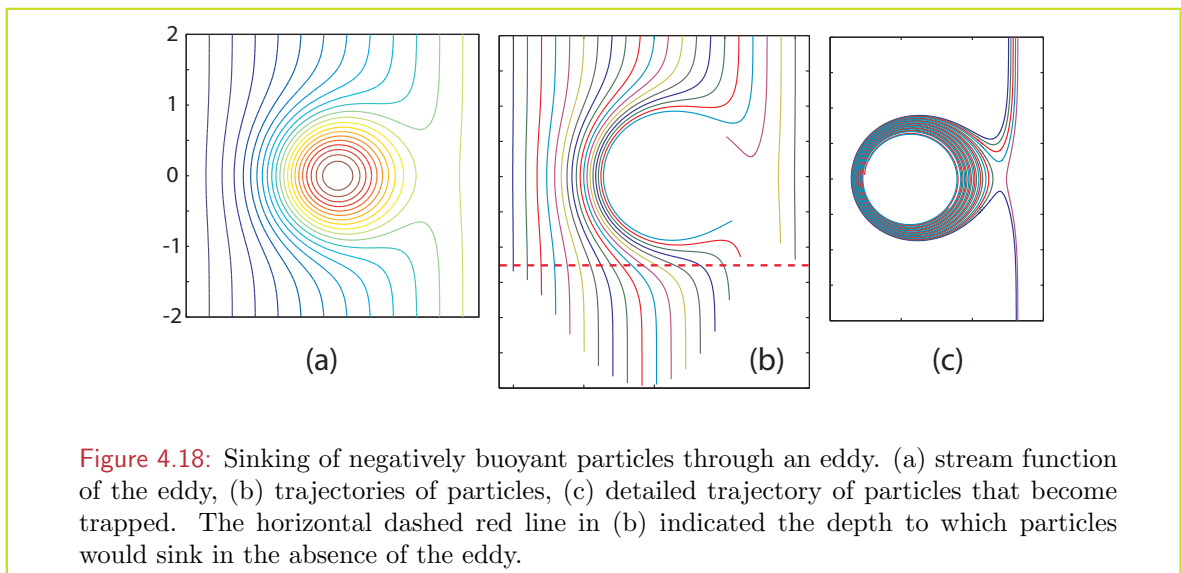 2
1
0
-1
-2
(a)
(b)
(c)
Figure 4.18: Sinking of negatively buoyant particles through an eddy. (a) stream function
of the eddy, (b) trajectories of particles, (c) detailed trajectory of particles that become
trapped. The horizontal dashed red line in (b) indicated the depth to which particles
would sink in the absence of the eddy.